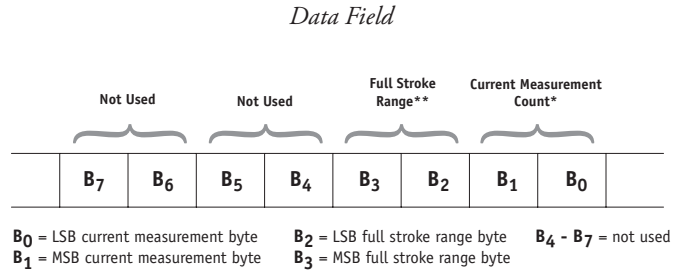 Data Field
Not Used
Not Used
Full Stroke
Range**
Current Measurement
Count*
B7 B6 B5 B4 B3 B2 B1 B0
B0 = LSB current measurement byte
B1 = MSB current measurement byte
B2 = LSB full stroke range byte
B3 = MSB full stroke range byte
B4 - B7 = not used